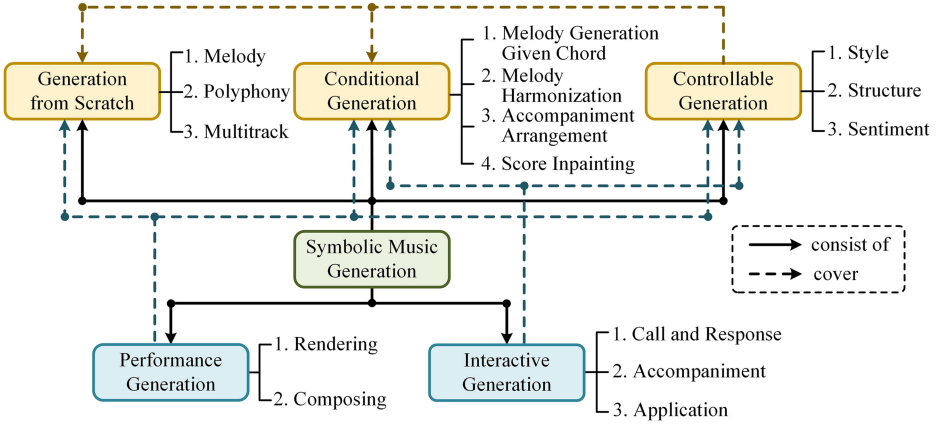 Generation
from Scratch
1. Melody
2. Polyphony
3. Multitrack
Conditional
Generation
1. Melody Generation
Given Chord
2. Melody
Harmonization
3. Accompaniment
Arrangement
4. Score Inpainting
Controllable
Generation
1. Style
2. Structure
3. Sentiment
Symbolic Music
Generation
consist of
cover
Performance
Generation
1. Rendering
2. Composing
Interactive
Generation
1. Call and Response
2. Accompaniment
3. Application